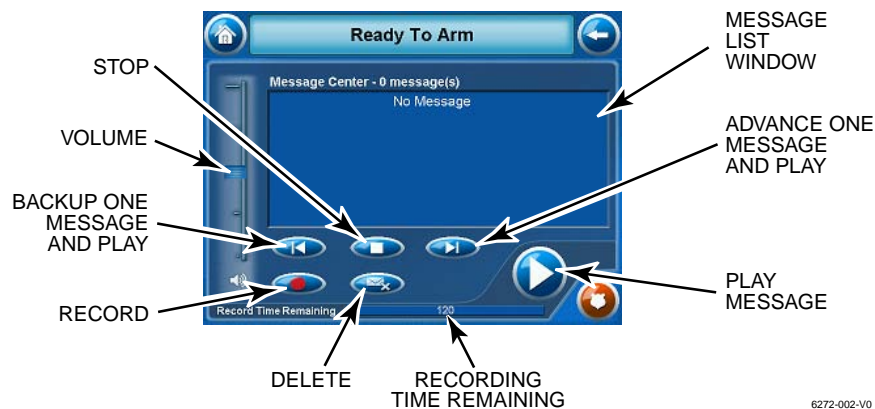 Ready To Arm
MESSAGE
LIST
WINDOW
STOP
Message Center - 0 message(s)
No Message
VOLUME
ADVANCE ONE
MESSAGE
AND PLAY
BACKUP ONE
MESSAGE
AND PLAY
PLAY
MESSAGE
RECORD
Record Time Remaining
120
DELETE
RECORDING
TIME REMAINING
6272-002-V0